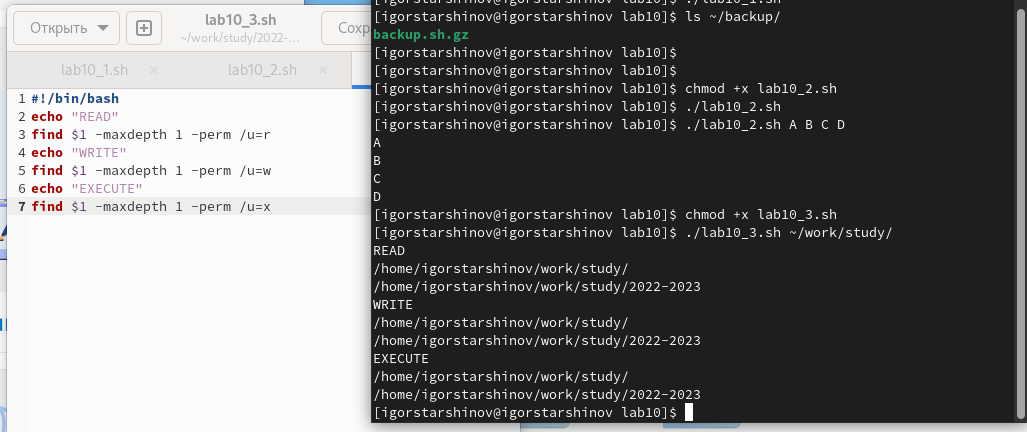 Открыть
lab10_3.sh
~/work/study/2022-...
lab10_1.sh ×
lab10_2.sh ×
1 #!/bin/bash
2 echo "READ"
3 find $1 -maxdepth 1 -perm /u=r
4 echo "WRITE"
5 find $1 -maxdepth 1 -perm /u=w
6 echo "EXECUTE"
7 find $1 -maxdepth 1 -perm /u=x
[igorstarshinov@igorstarshinov lab10]$ ./lab10_1.sh
[igorstarshinov@igorstarshinov lab10]$ ls ~/backup/
backup.sh.gz
[igorstarshinov@igorstarshinov lab10]$
[igorstarshinov@igorstarshinov lab10]$
[igorstarshinov@igorstarshinov lab10]$ chmod +x lab10_2.sh
[igorstarshinov@igorstarshinov lab10]$ ./lab10_2.sh
[igorstarshinov@igorstarshinov lab10]$ ./lab10_2.sh A B C D
A
B
C
D
[igorstarshinov@igorstarshinov lab10]$ chmod +x lab10_3.sh
[igorstarshinov@igorstarshinov lab10]$ ./lab10_3.sh ~/work/study/
READ
/home/igorstarshinov/work/study/
/home/igorstarshinov/work/study/2022-2023
WRITE
/home/igorstarshinov/work/study/
/home/igorstarshinov/work/study/2022-2023
EXECUTE
/home/igorstarshinov/work/study/
/home/igorstarshinov/work/study/2022-2023
[igorstarshinov@igorstarshinov lab10]$